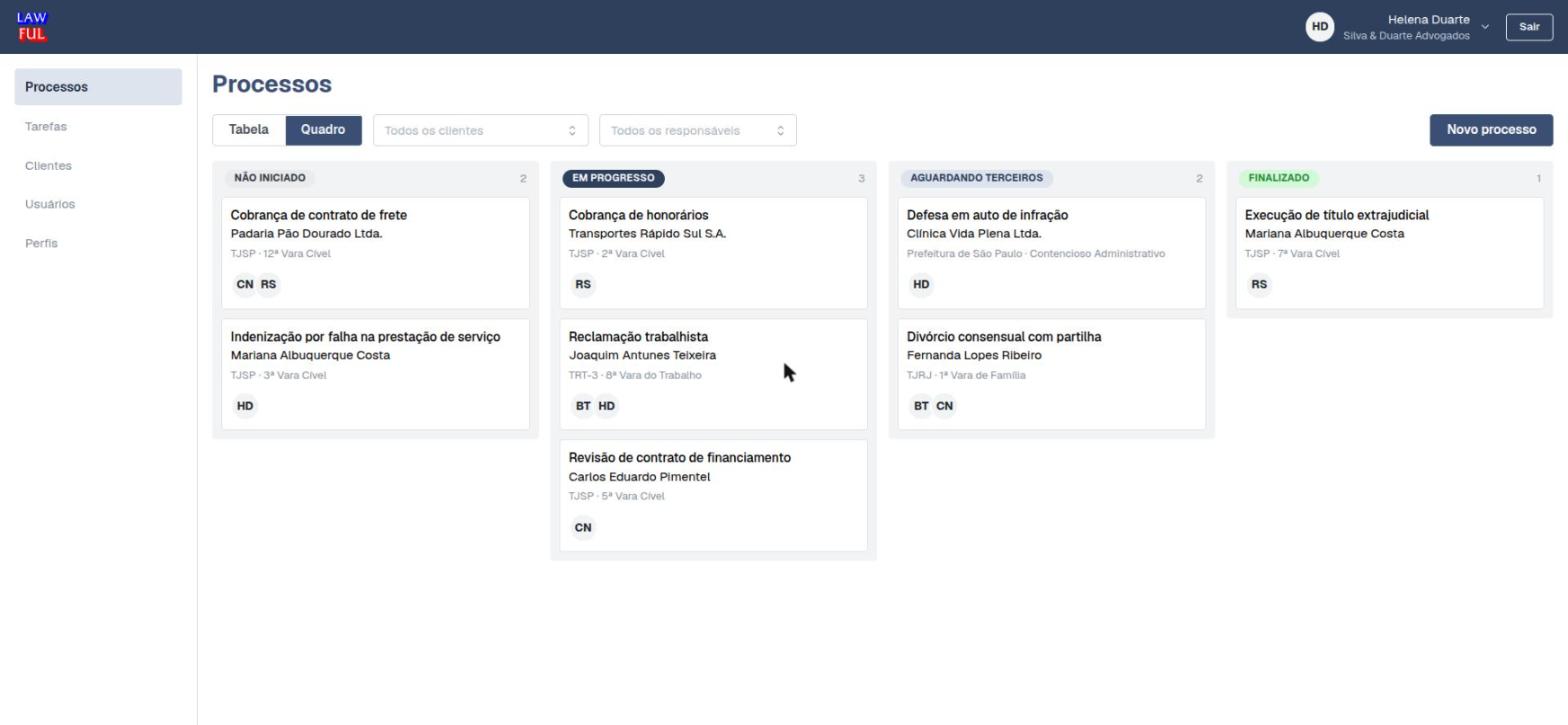 LAW
FUL
HD
Helena Duarte
Silva & Duarte Advogados
Sair
Processos
Tarefas
Clientes
Usuários
Perfis
Processos
Tabela
Quadro
Todos os clientes
Todos os responsáveis
Novo processo
NÃO INICIADO
2
Cobrança de contrato de frete
Padaria Pão Dourado Ltda.
TJSP · 12ª Vara Cível
CN RS
Indenização por falha na prestação de serviço
Mariana Albuquerque Costa
TJSP · 3ª Vara Cível
HD
EM PROGRESSO
3
Cobrança de honorários
Transportes Rápido Sul S.A.
TJSP · 2ª Vara Cível
RS
Reclamação trabalhista
Joaquim Antunes Teixeira
TRT-3 · 8ª Vara do Trabalho
BT HD
Revisão de contrato de financiamento
Carlos Eduardo Pimentel
TJSP · 5ª Vara Cível
CN
AGUARDANDO TERCEIROS
2
Defesa em auto de infração
Clínica Vida Plena Ltda.
Prefeitura de São Paulo · Contencioso Administrativo
HD
Divórcio consensual com partilha
Fernanda Lopes Ribeiro
TJRJ · 1ª Vara de Família
BT CN
FINALIZADO
1
Execução de título extrajudicial
Mariana Albuquerque Costa
TJSP · 7ª Vara Cível
RS